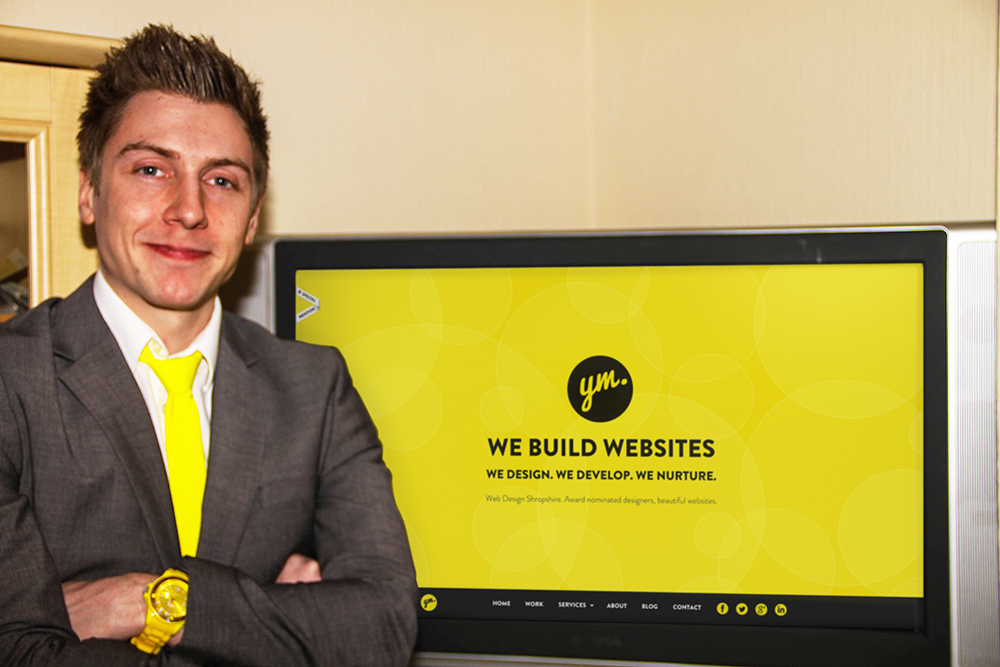 ym.
WE BUILD WEBSITES
WE DESIGN. WE DEVELOP. WE NURTURE.
Web Design Shropshire. Award nominated designers, beautiful websites.
ym.
HOME WORK SERVICES ABOUT BLOG CONTACT